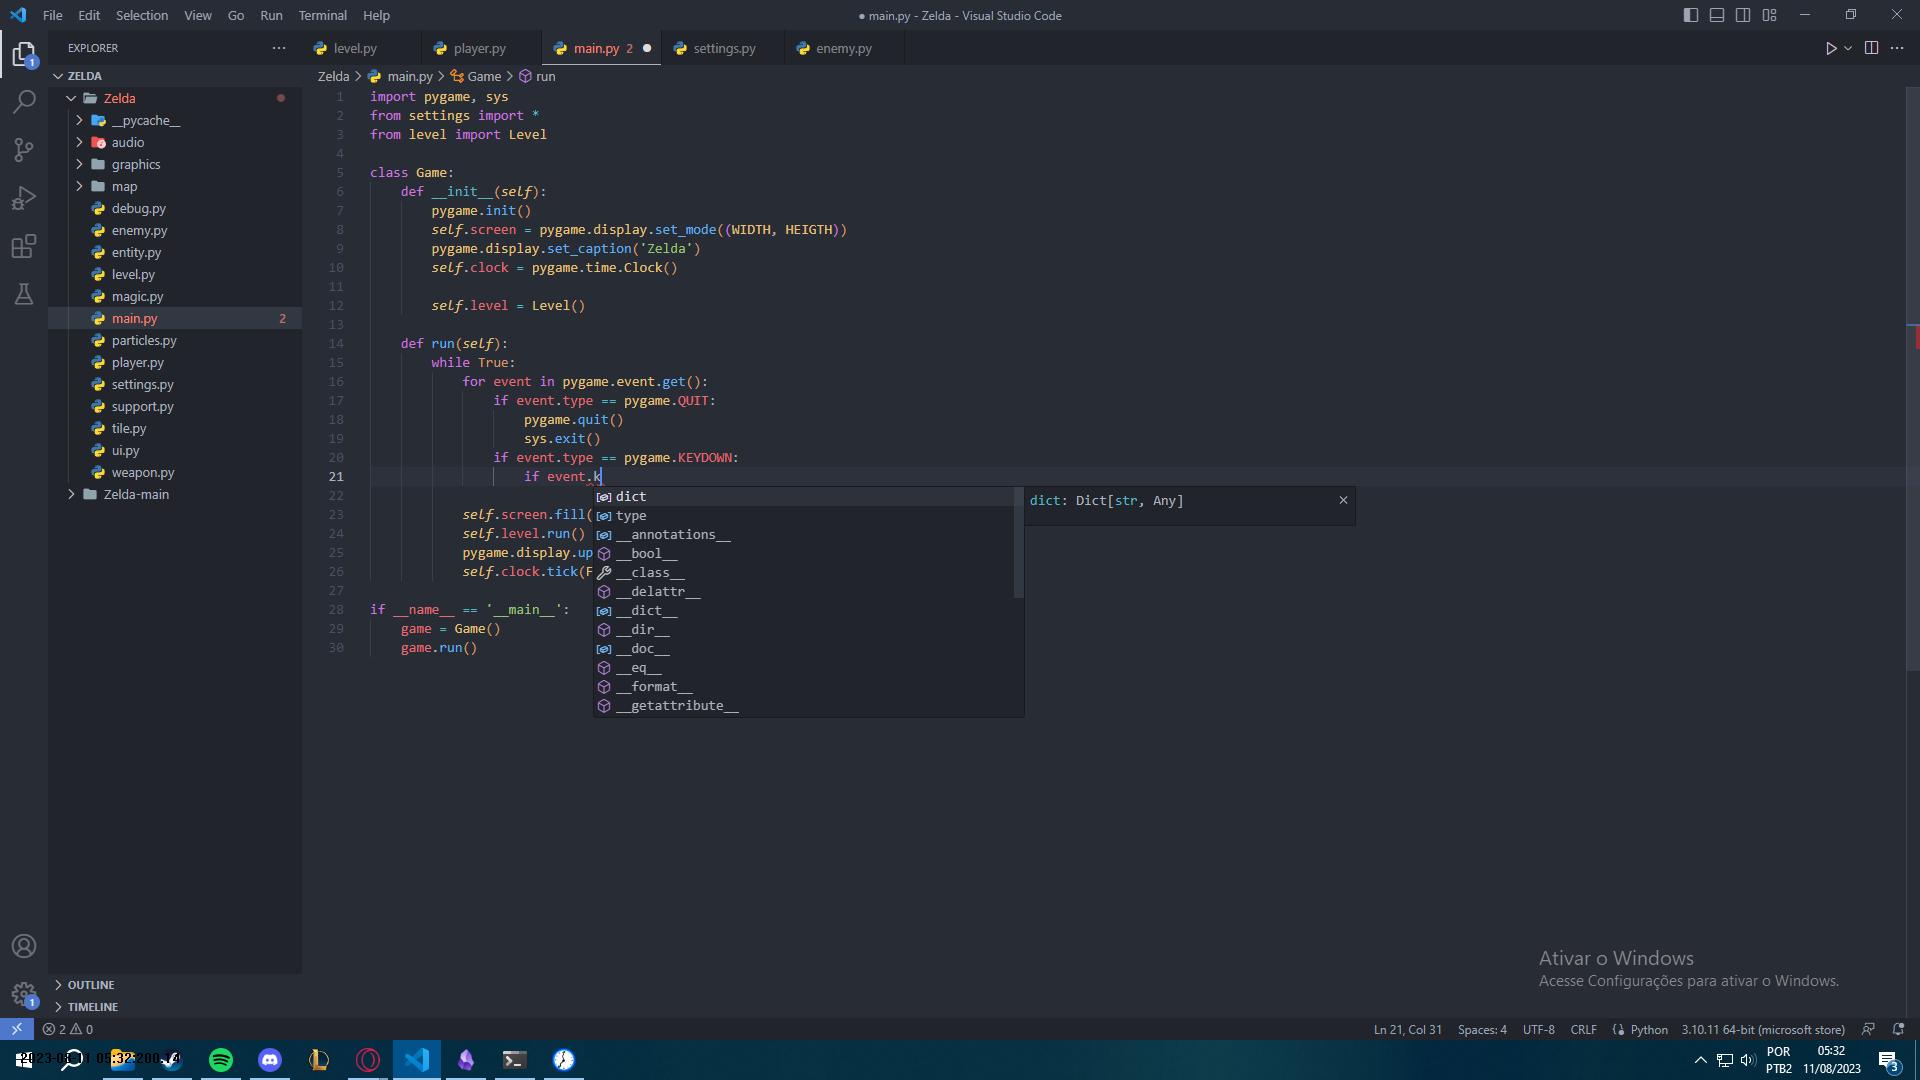 File Edit Selection View Go Run Terminal Help
● main.py - Zelda - Visual Studio Code
EXPLORER
level.py
player.py
main.py 2
settings.py
enemy.py
ZELDA
Zelda
__pycache__
audio
graphics
map
debug.py
enemy.py
entity.py
level.py
magic.py
main.py 2
particles.py
player.py
settings.py
support.py
tile.py
ui.py
weapon.py
Zelda-main
OUTLINE
TIMELINE
Zelda > main.py > Game > run
1 import pygame, sys
2 from settings import *
3 from level import Level
4
5 class Game:
6 def __init__(self):
7 pygame.init()
8 self.screen = pygame.display.set_mode((WIDTH, HEIGTH))
9 pygame.display.set_caption('Zelda')
10 self.clock = pygame.time.Clock()
11
12 self.level = Level()
13
14 def run(self):
15 while True:
16 for event in pygame.event.get():
17 if event.type == pygame.QUIT:
18 pygame.quit()
19 sys.exit()
20 if event.type == pygame.KEYDOWN:
21 if event.k
22
23 self.screen.fill(
24 self.level.run()
25 pygame.display.up
26 self.clock.tick(F
27
28 if __name__ == '__main__':
29 game = Game()
30 game.run()
dict
type
__annotations__
__bool__
__class__
__delattr__
__dict__
__dir__
__doc__
__eq__
__format__
__getattribute__
dict: Dict[str, Any]
Ativar o Windows
Acesse Configurações para ativar o Windows.
2 0
Ln 21, Col 31 Spaces: 4 UTF-8 CRLF Python 3.10.11 64-bit (microsoft store)
POR
PTB2
05:32
11/08/2023
3
1
1